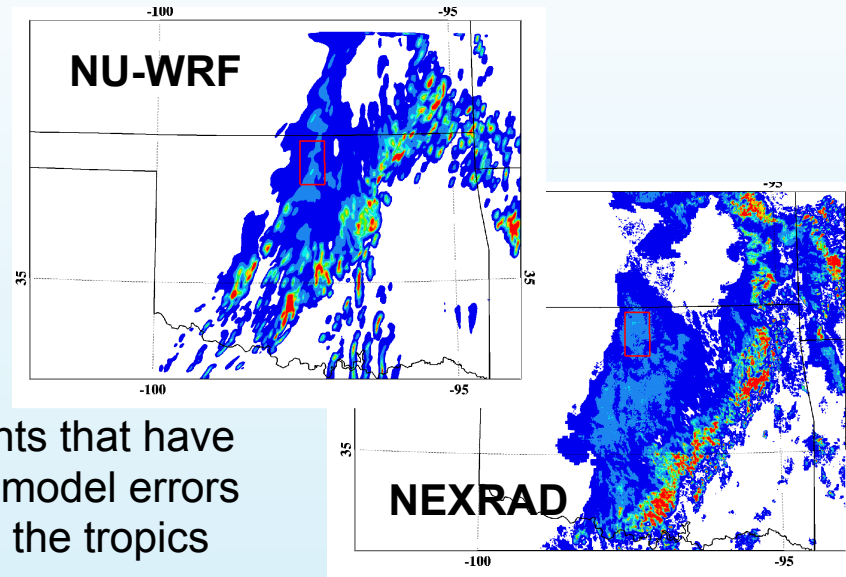 -100 -95
NU-WRF
35 35
-100 -95
-95
nts that have
model errors
the tropics
35
NEXRAD
-100 -95